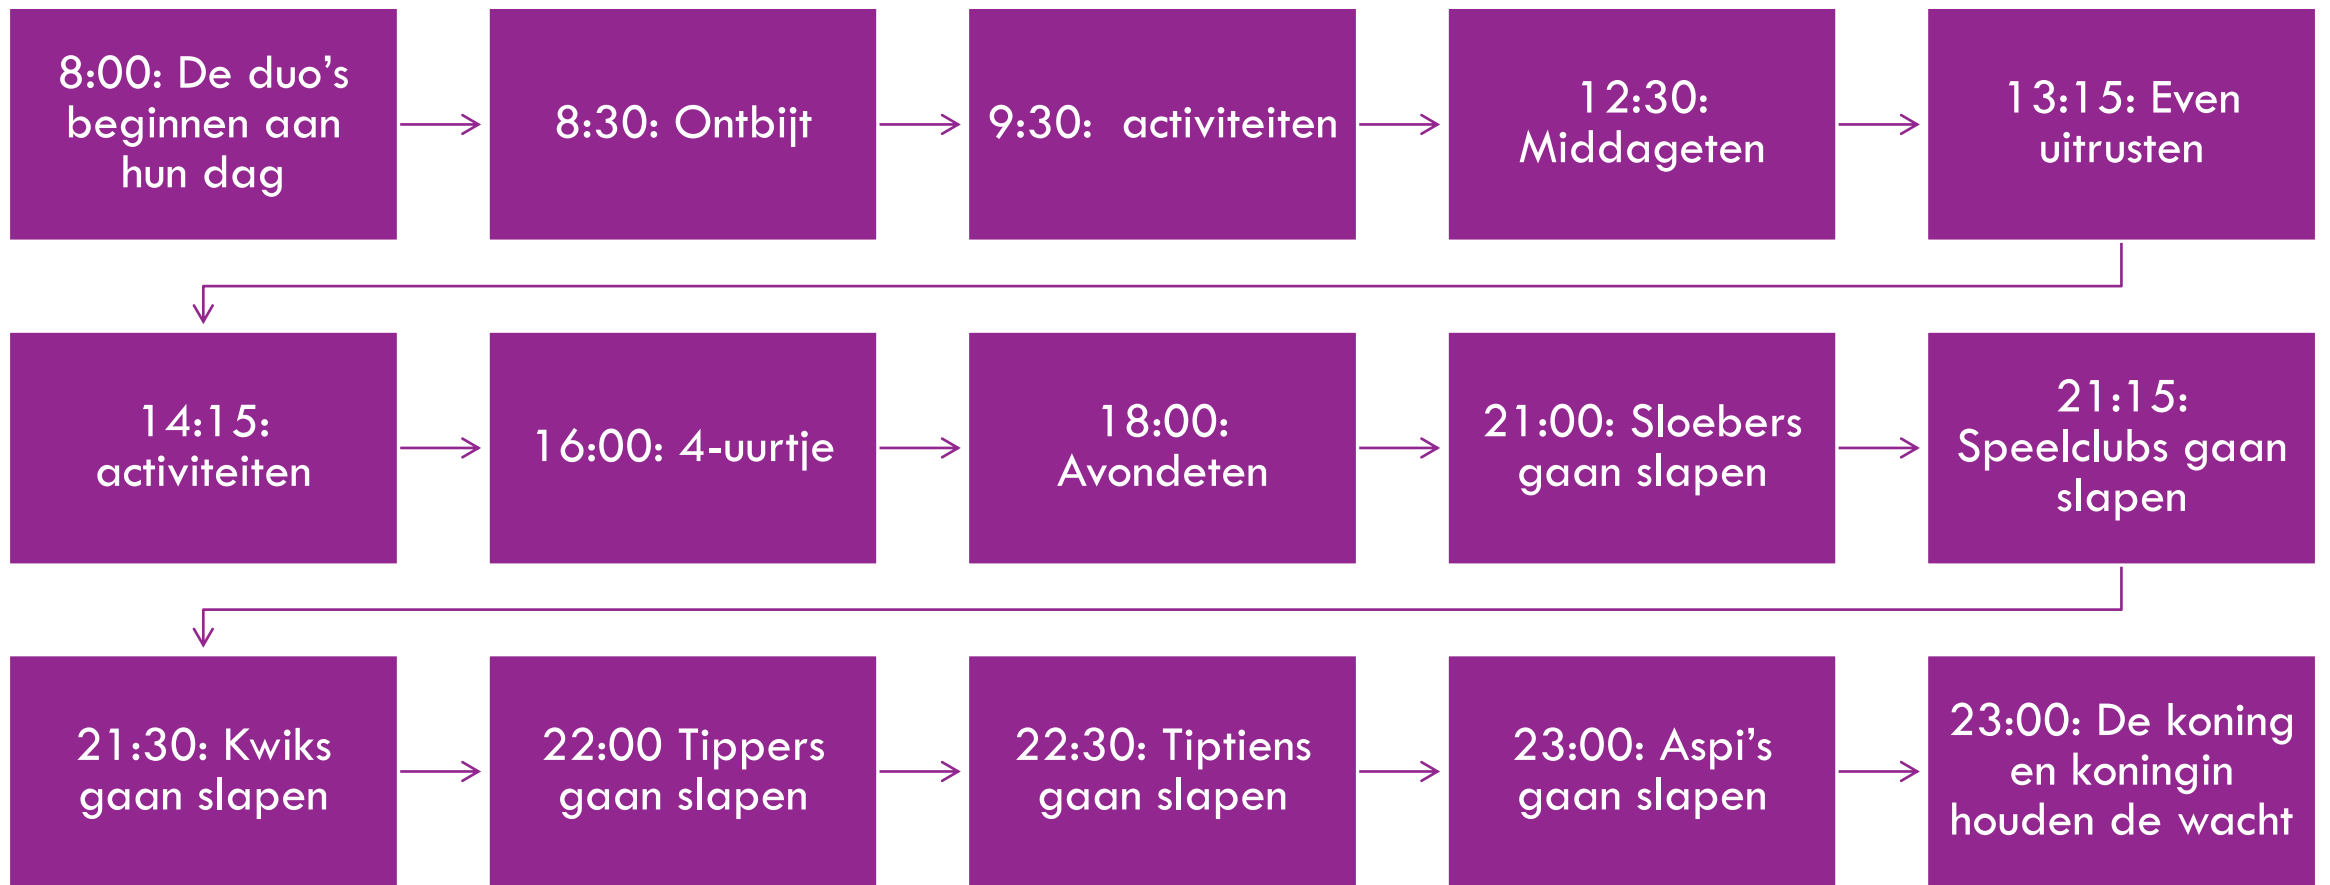 8:00: De duo’s
beginnen aan
hun dag
8:30: Ontbijt
9:30:  activiteiten
12:30:
Middageten
13:15: Even
uitrusten
14:15:
activiteiten
16:00: 4-uurtje
18:00:
Avondeten
21:00: Sloebers
gaan slapen
21:15:
Speelclubs gaan
slapen
21:30: Kwiks
gaan slapen
22:00 Tippers
gaan slapen
22:30: Tiptiens
gaan slapen
23:00: Aspi’s
gaan slapen
23:00: De koning
en koningin
houden de wacht